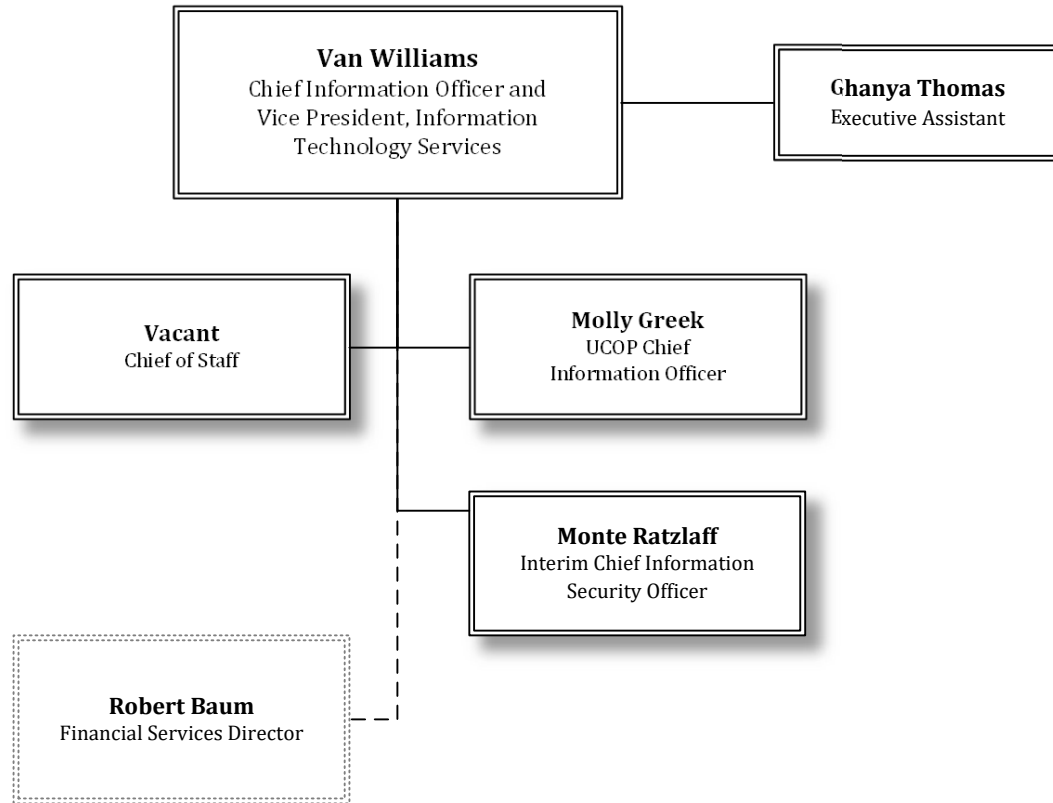 Van Williams
Chief Information Officer and
Vice President, Information
Technology Services
Ghanya Thomas
Executive Assistant
Vacant
Chief of Staff
Molly Greek
UCOP Chief
Information Officer
Monte Ratzlaff
Interim Chief Information
Security Officer
Robert Baum
Financial Services Director